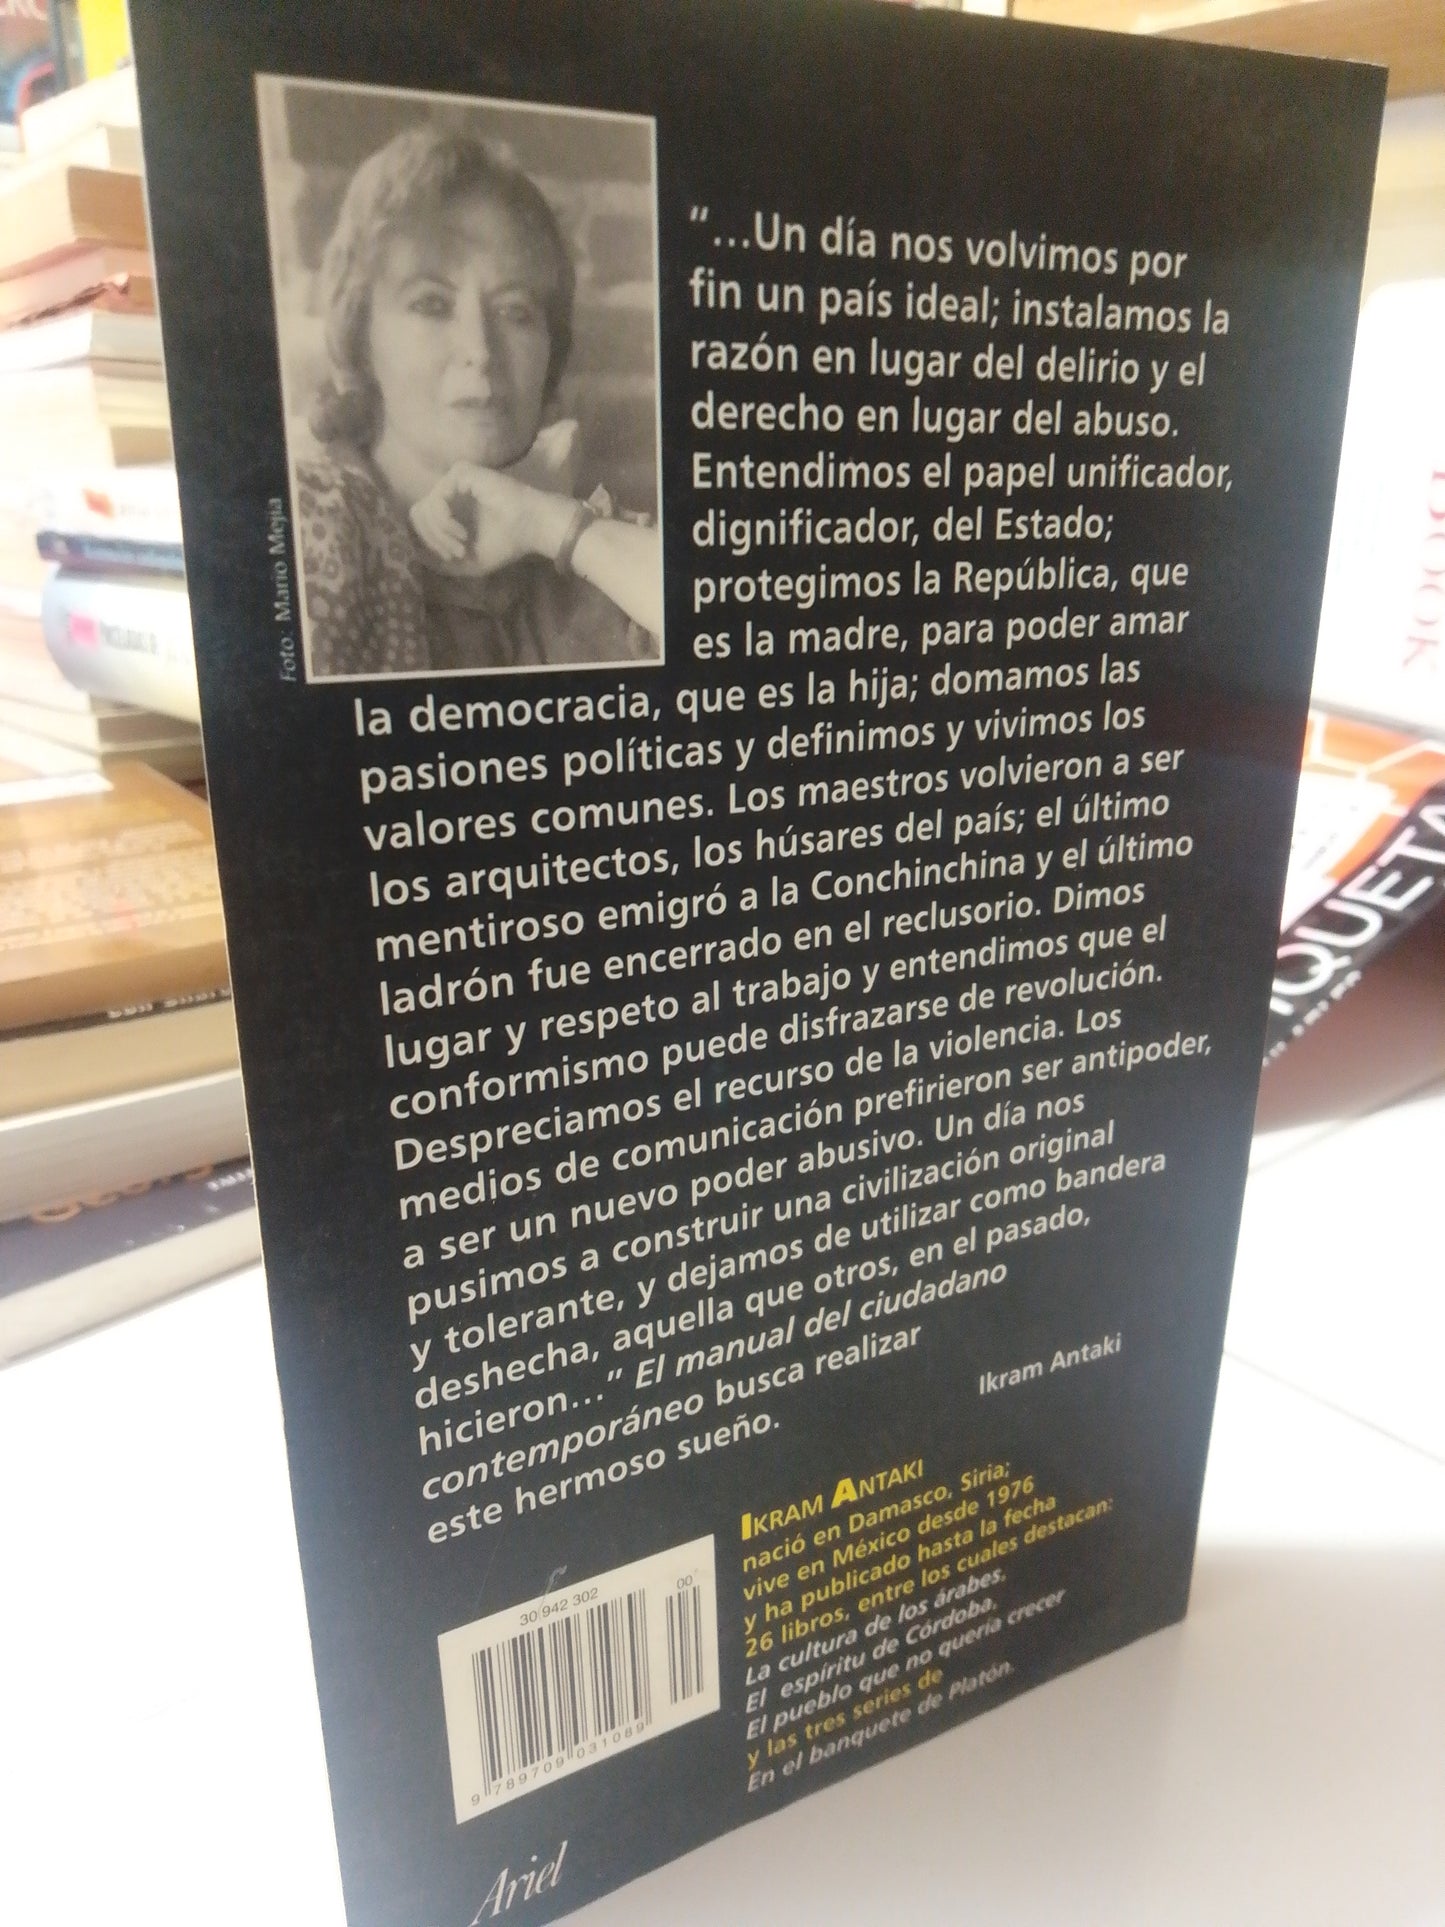 "...Un día nos volvimos por
fin un país ideal; instalamos la
razón en lugar del delirio y el
derecho en lugar del abuso.
Entendimos el papel unificador,
dignificador, del Estado;
protegimos la República, que
es la madre, para poder amar
la democracia, que es la hija; domamos las
pasiones políticas y definimos y vivimos los
valores comunes. Los maestros volvieron a ser
los arquitectos, los húsares del país; el último
mentiroso emigró a la Conchinchina y el último
ladrón fue encerrado en el reclusorio. Dimos
lugar y respeto al trabajo y entendimos que el
conformismo puede disfrazarse de revolución.
Despreciamos el recurso de la violencia. Los
medios de comunicación prefirieron ser antipoder,
a ser un nuevo poder abusivo. Un día nos
pusimos a construir una civilización original
y tolerante, y dejamos de utilizar como bandera
deshecha, aquella que otros, en el pasado,
hicieron..." El manual del ciudadano
contemporáneo busca realizar
este hermoso sueño.
Ikram Antaki
Foto: Mario Mejía
IKRAM ANTAKI
nació en Damasco, Siria;
vive en México desde 1976
y ha publicado hasta la fecha
26 libros, entre los cuales destacan:
La cultura de los árabes,
El espíritu de Córdoba,
El pueblo que no quería crecer
y las tres series de
En el banquete de Platón.
30 942 302
00
9 789709 031089
Ariel
BOOK
IQUETA